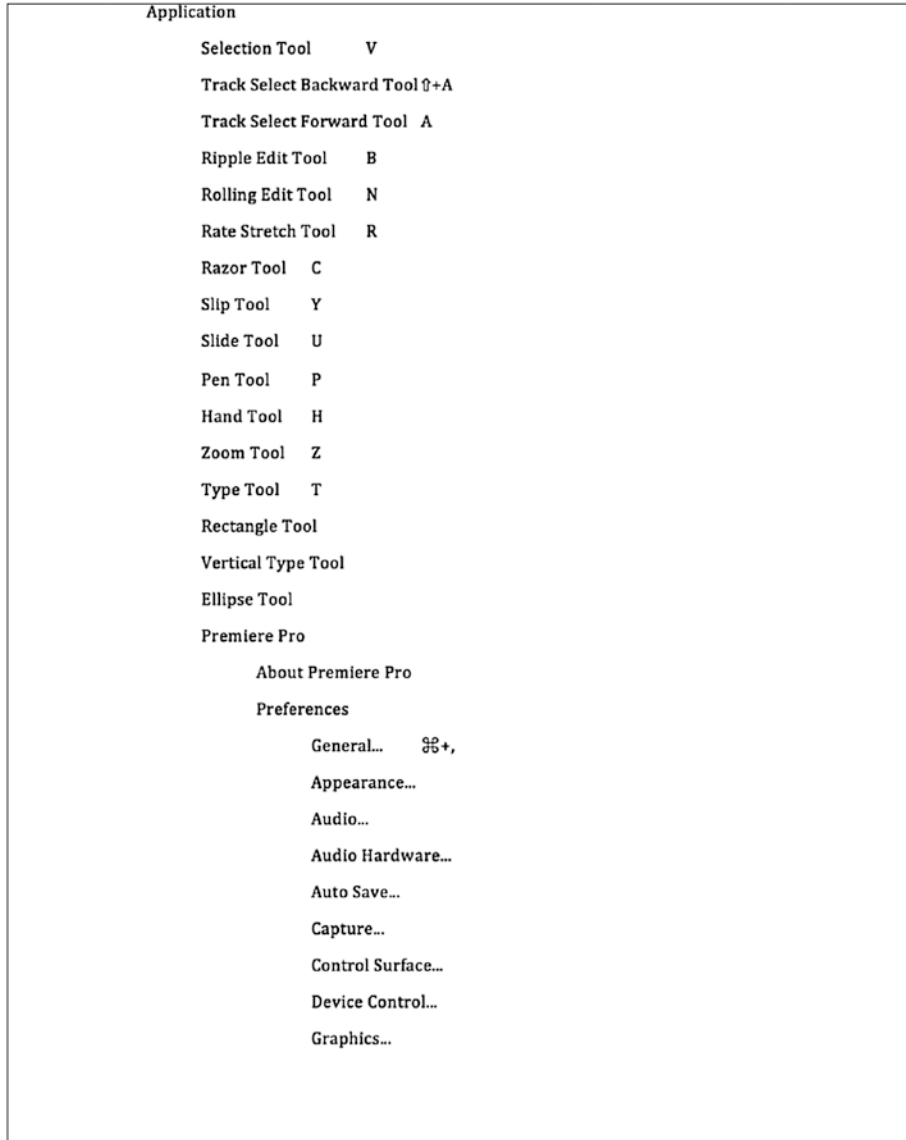 Application
Selection Tool V
Track Select Backward Tool⇧+A
Track Select Forward Tool A
Ripple Edit Tool B
Rolling Edit Tool N
Rate Stretch Tool R
Razor Tool C
Slip Tool Y
Slide Tool U
Pen Tool P
Hand Tool H
Zoom Tool Z
Type Tool T
Rectangle Tool
Vertical Type Tool
Ellipse Tool
Premiere Pro
About Premiere Pro
Preferences
General... ⌘+,
Appearance...
Audio...
Audio Hardware...
Auto Save...
Capture...
Control Surface...
Device Control...
Graphics...